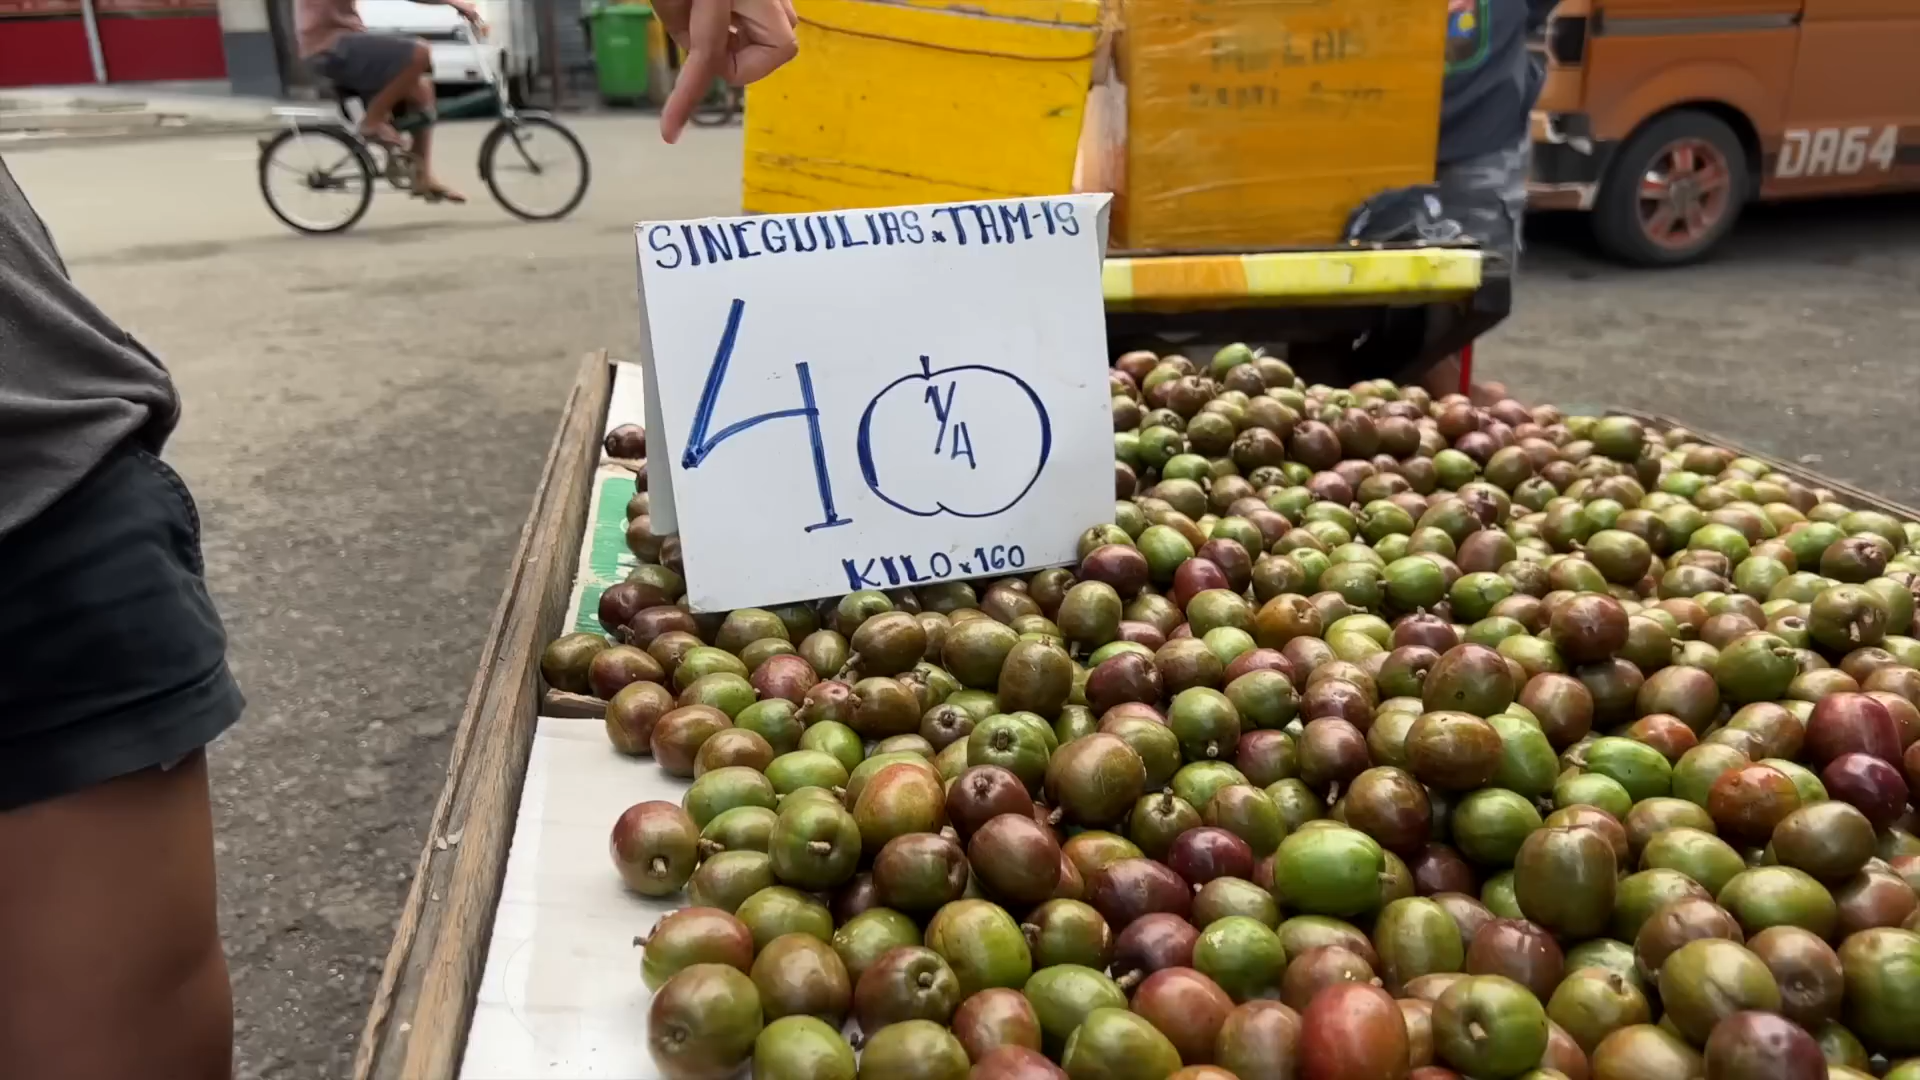 SINEGUILIAS x TAM-IS
40
1/4
KILO x 160
DA64